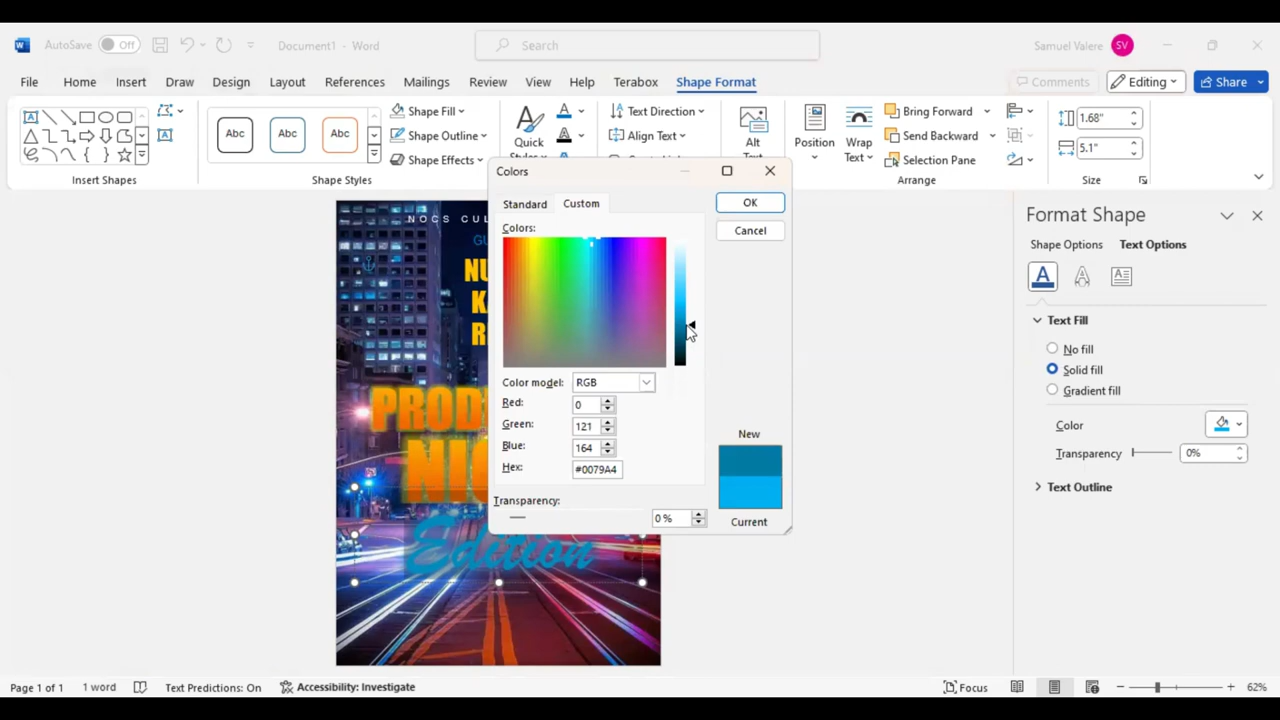 AutoSave Off Document1 - Word Search Samuel Valere SV
File Home Insert Draw Design Layout References Mailings Review View Help Terabox Shape Format Comments Editing Share
Abc Abc Abc Shape Fill Text Direction Bring Forward 1.68"
Shape Outline Align Text Send Backward 5.1"
Shape Effects Quick Alt Text Position Wrap Text Selection Pane
Insert Shapes Shape Styles Arrange Size
Colors
Standard Custom OK
Cancel
Colors:
Color model: RGB
Red: 0
Green: 121
Blue: 164
Hex: #0079A4
New
Current
Transparency:
0 %
Format Shape
Shape Options Text Options
Text Fill
No fill
Solid fill
Gradient fill
Color
Transparency 0%
Text Outline
NOCS CUL
Edition
Page 1 of 1 1 word Text Predictions: On Accessibility: Investigate Focus 62%